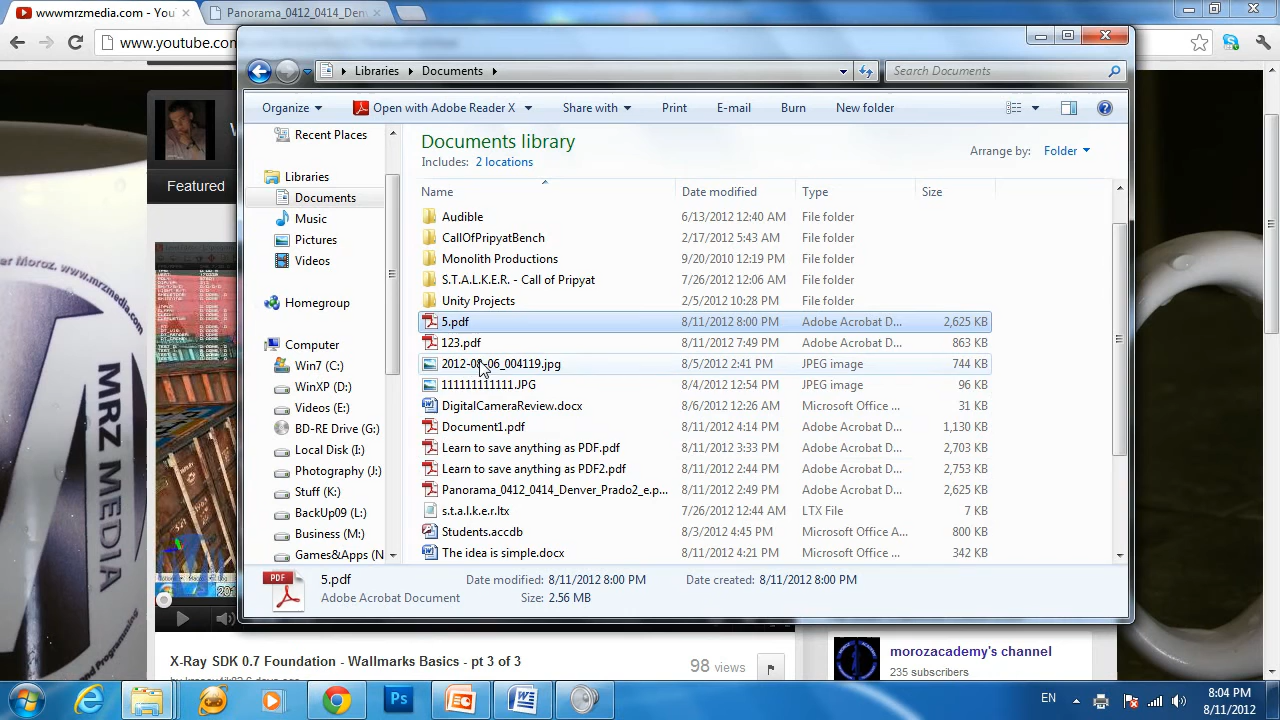 wwwmrzmedia.com - You
Panorama_0412_0414_Den
www.youtube.com
Libraries
Documents
Search Documents
Organize
Open with Adobe Reader X
Share with
Print
E-mail
Burn
New folder
Recent Places
Libraries
Documents
Music
Pictures
Videos
Homegroup
Computer
Win7 (C:)
WinXP (D:)
Videos (E:)
BD-RE Drive (G:)
Local Disk (I:)
Photography (J:)
Stuff (K:)
BackUp09 (L:)
Business (M:)
Games&Apps (N
Documents library
Includes: 2 locations
Arrange by: Folder
Name Date modified Type Size
Audible 6/13/2012 12:40 AM File folder
CallOfPripyatBench 2/17/2012 5:43 AM File folder
Monolith Productions 9/20/2010 12:19 PM File folder
S.T.A.L.K.E.R. - Call of Pripyat 7/26/2012 12:06 AM File folder
Unity Projects 2/5/2012 10:28 PM File folder
5.pdf 8/11/2012 8:00 PM Adobe Acrobat D... 2,625 KB
123.pdf 8/11/2012 7:49 PM Adobe Acrobat D... 863 KB
2012-08-06_004119.jpg 8/5/2012 2:41 PM JPEG image 744 KB
111111111111.JPG 8/4/2012 12:54 PM JPEG image 96 KB
DigitalCameraReview.docx 8/6/2012 12:26 AM Microsoft Office ... 31 KB
Document1.pdf 8/11/2012 4:14 PM Adobe Acrobat D... 1,130 KB
Learn to save anything as PDF.pdf 8/11/2012 3:33 PM Adobe Acrobat D... 2,703 KB
Learn to save anything as PDF2.pdf 8/11/2012 2:44 PM Adobe Acrobat D... 2,753 KB
Panorama_0412_0414_Denver_Prado2_e.p... 8/11/2012 2:49 PM Adobe Acrobat D... 2,625 KB
s.t.a.l.k.e.r.ltx 7/26/2012 12:44 AM LTX File 7 KB
Students.accdb 8/3/2012 4:45 PM Microsoft Office A... 800 KB
The idea is simple.docx 8/11/2012 4:21 PM Microsoft Office ... 342 KB
PDF
5.pdf
Date modified: 8/11/2012 8:00 PM
Date created: 8/11/2012 8:00 PM
Adobe Acrobat Document
Size: 2.56 MB
Featured
MRZ MEDIA
er Moroz. www.mrzmedia.com
X-Ray SDK 0.7 Foundation - Wallmarks Basics - pt 3 of 3
98 views
morozacademy's channel
235 subscribers
Ps
EN
8:04 PM
8/11/2012